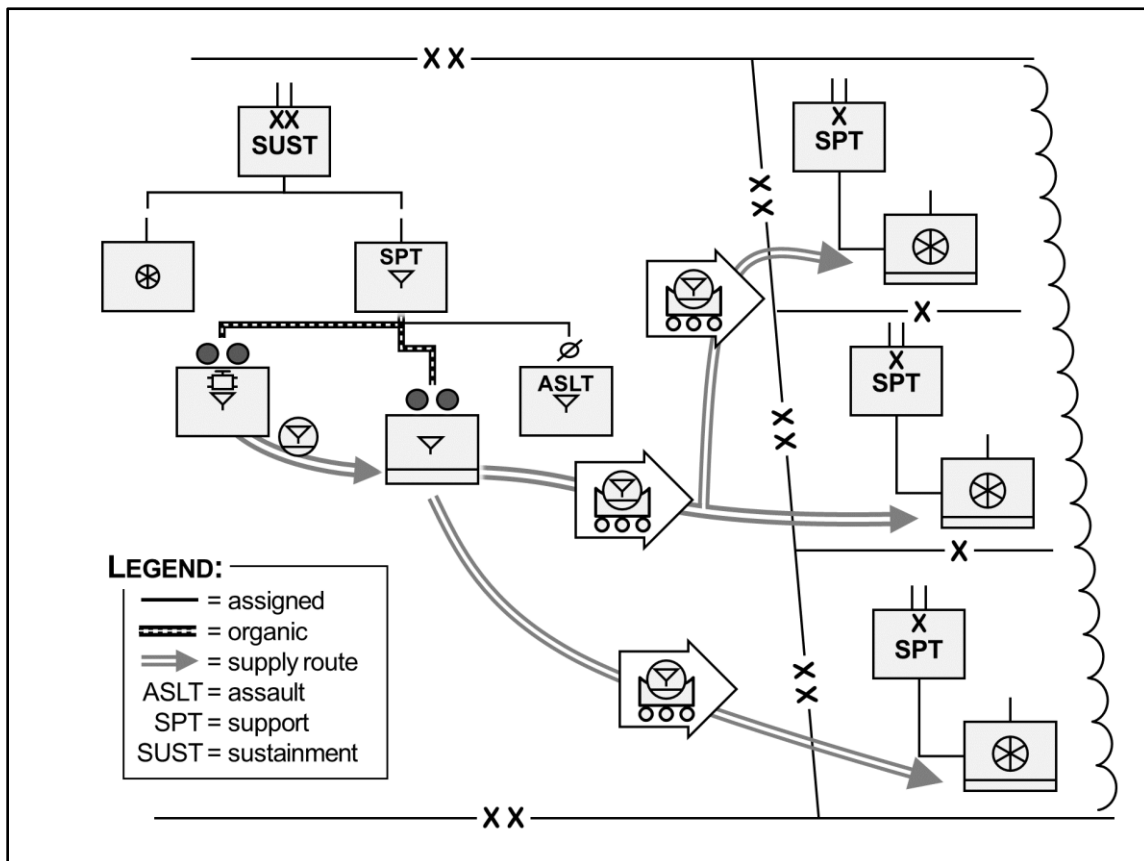 XX
XX
SUST
SPT
ASLT
X
SPT
XX
X
X
SPT
XX
X
X
SPT
XX
LEGEND:
= assigned
= organic
= supply route
ASLT = assault
SPT = support
SUST = sustainment
XX